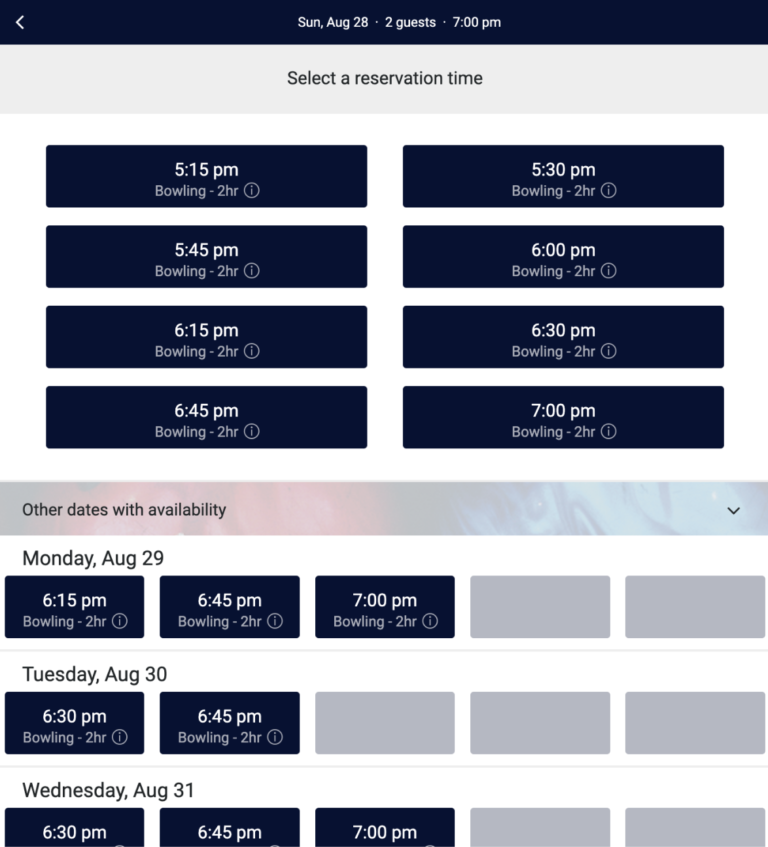 Sun, Aug 28 · 2 guests · 7:00 pm
Select a reservation time
5:15 pm
Bowling - 2hr
5:30 pm
Bowling - 2hr
5:45 pm
Bowling - 2hr
6:00 pm
Bowling - 2hr
6:15 pm
Bowling - 2hr
6:30 pm
Bowling - 2hr
6:45 pm
Bowling - 2hr
7:00 pm
Bowling - 2hr
Other dates with availability
Monday, Aug 29
6:15 pm
Bowling - 2hr
6:45 pm
Bowling - 2hr
7:00 pm
Bowling - 2hr
Tuesday, Aug 30
6:30 pm
Bowling - 2hr
6:45 pm
Bowling - 2hr
Wednesday, Aug 31
6:30 pm
6:45 pm
7:00 pm